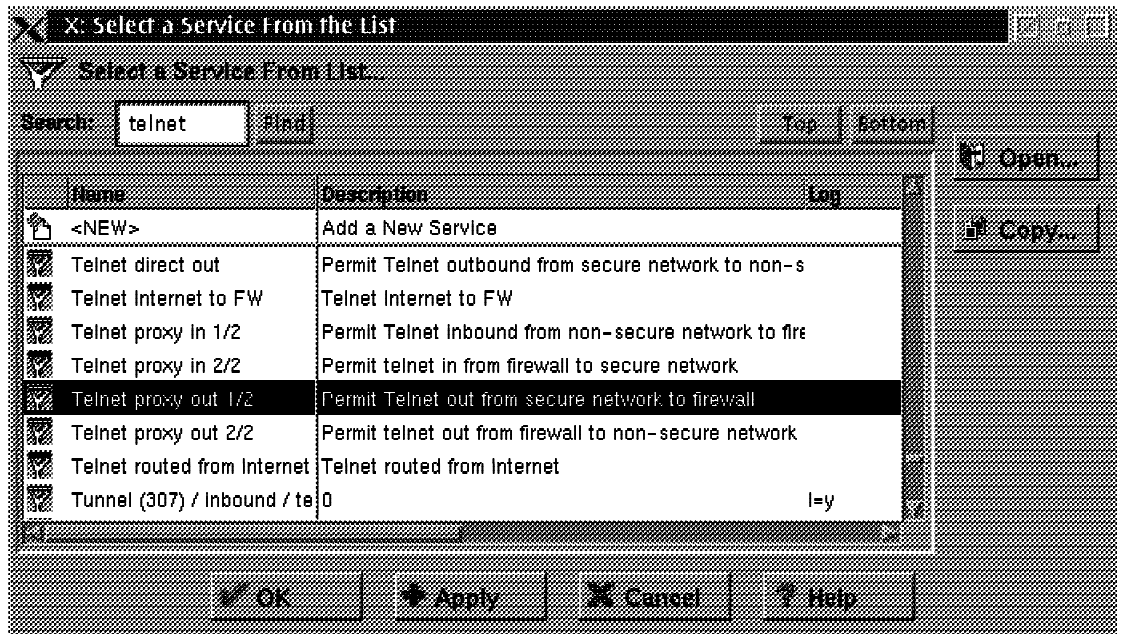 X: Select a Service From the List
Select a Service From List...
Search: telnet Find Top Bottom
Open...
Copy...
Name Description Log
<NEW> Add a New Service
Telnet direct out Permit Telnet outbound from secure network to non-s
Telnet Internet to FW Telnet Internet to FW
Telnet proxy in 1/2 Permit Telnet inbound from non-secure network to fire
Telnet proxy in 2/2 Permit telnet in from firewall to secure network
Telnet proxy out 1/2 Permit Telnet out from secure network to firewall
Telnet proxy out 2/2 Permit telnet out from firewall to non-secure network
Telnet routed from Internet Telnet routed from Internet
Tunnel (307) / inbound / te 0 l=y
OK Apply Cancel Help